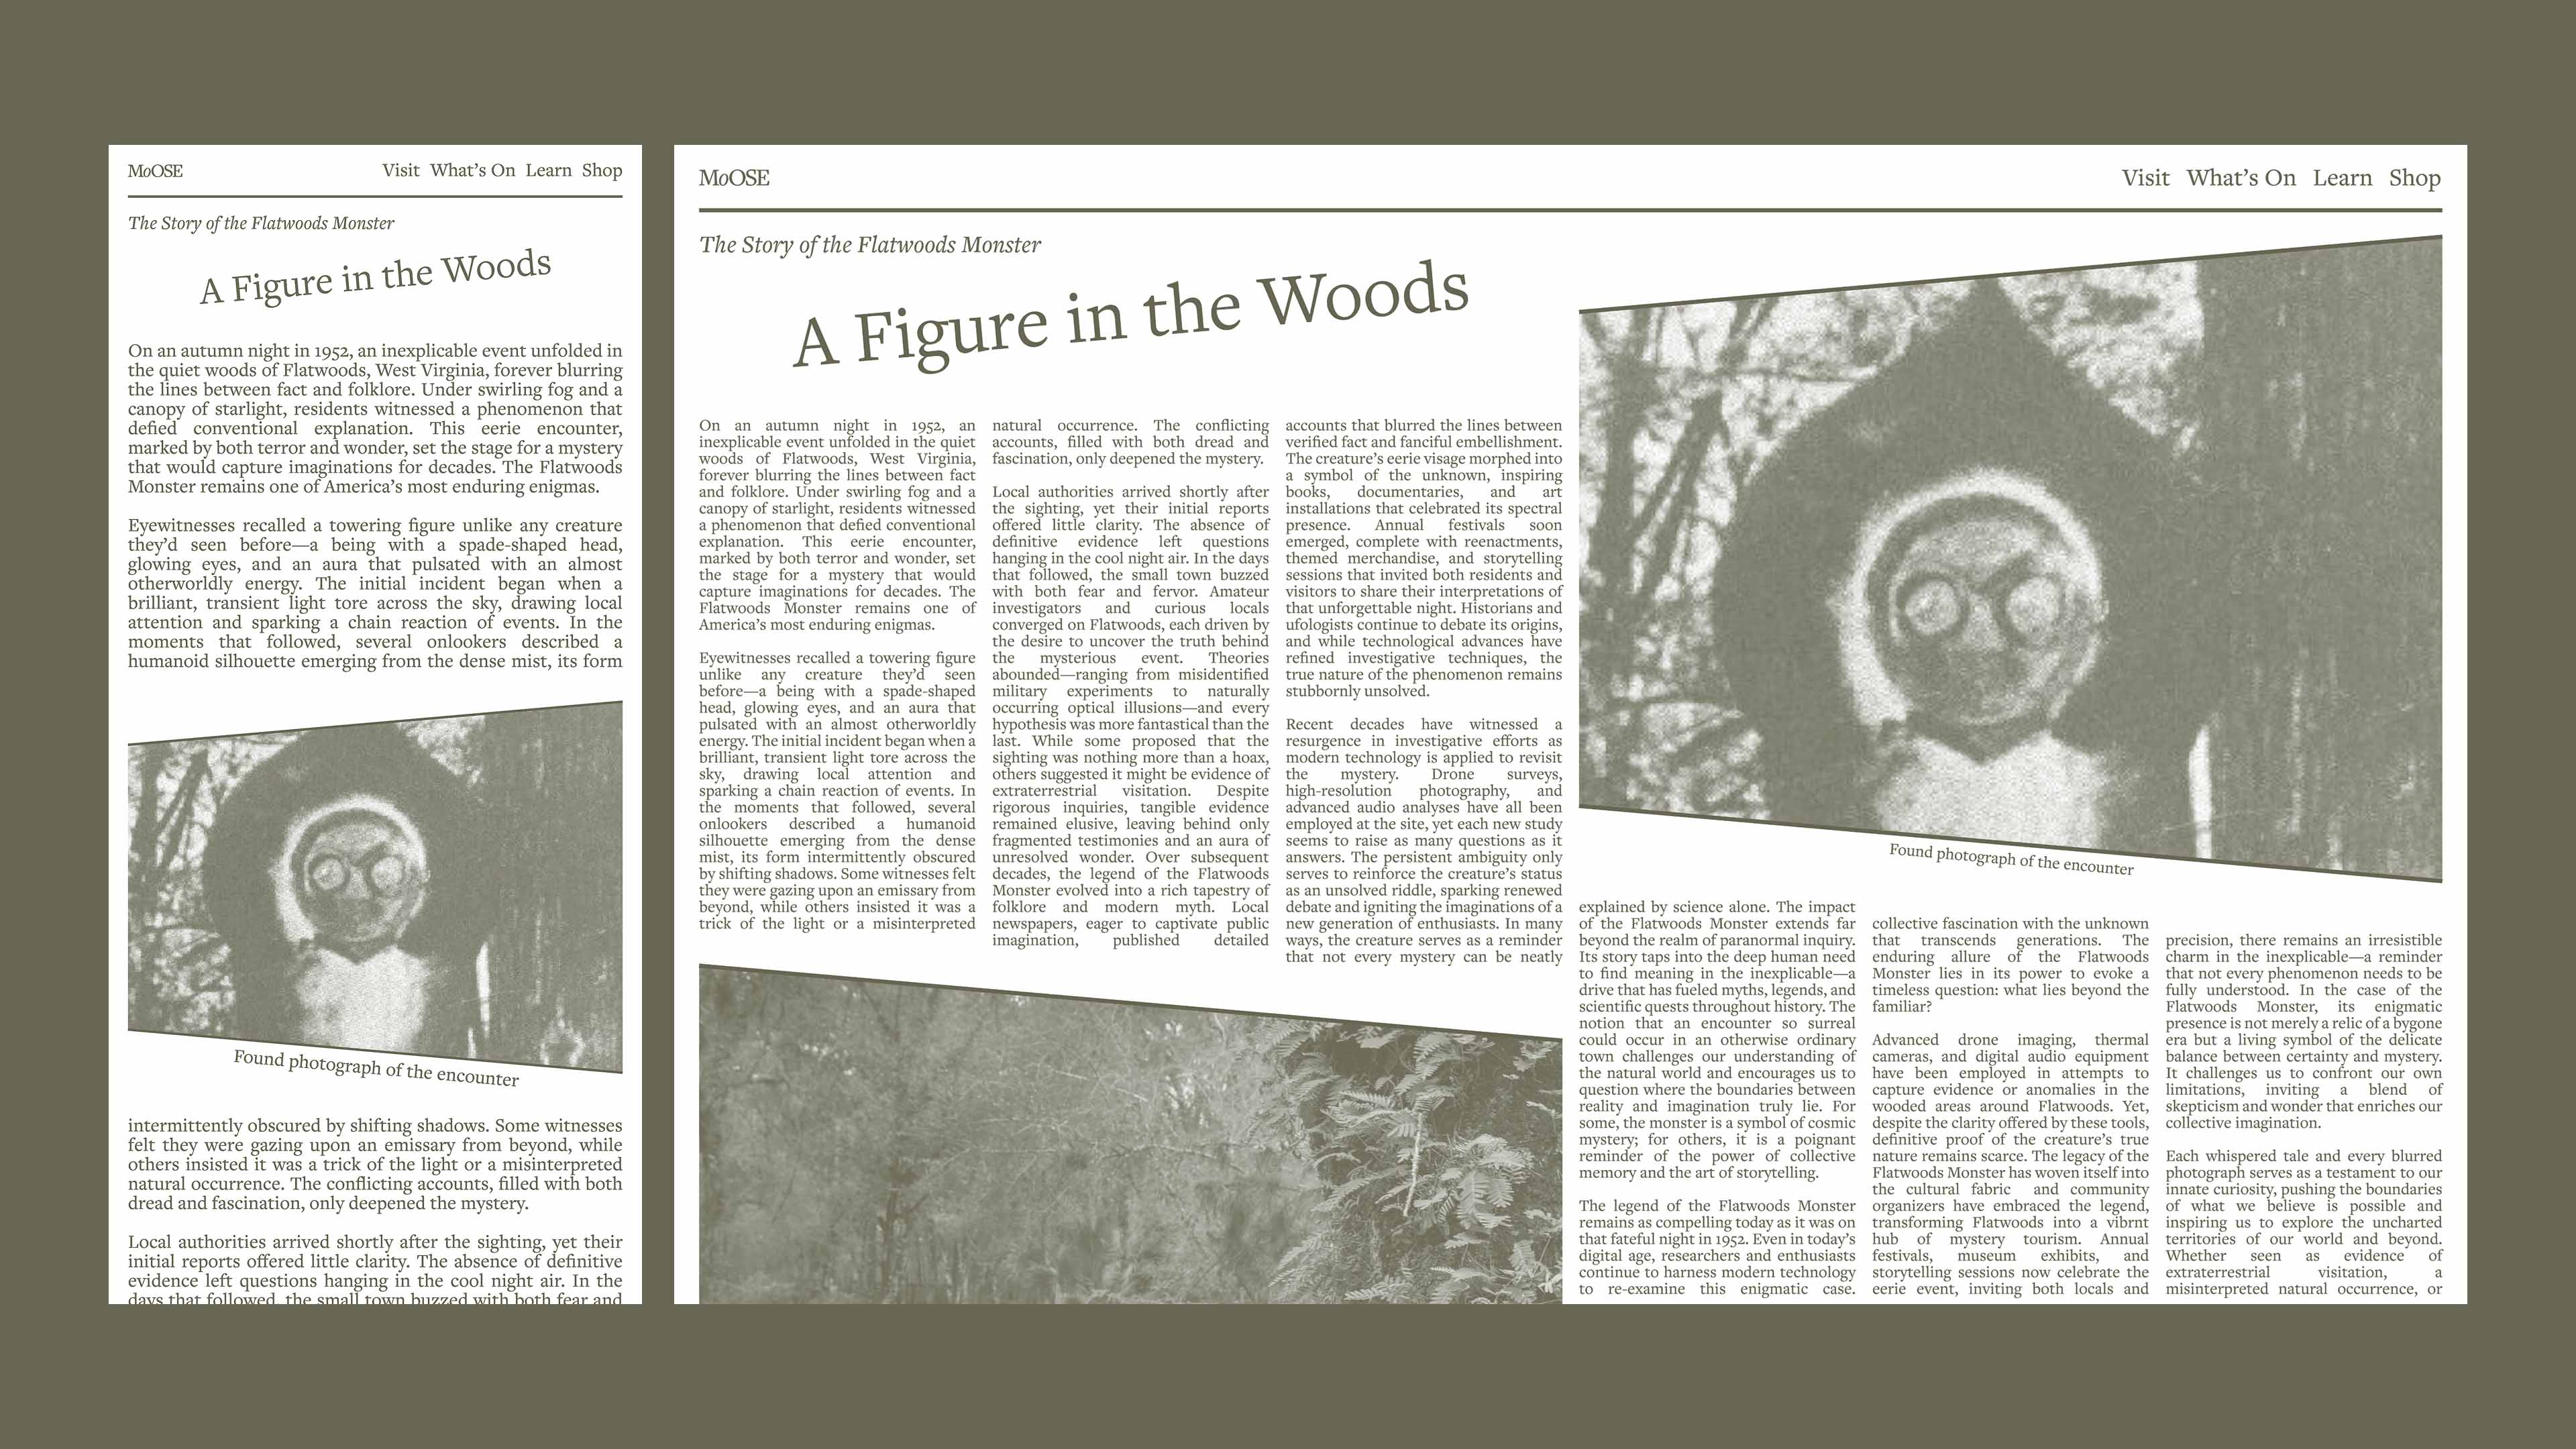 MoOSE
Visit What’s On Learn Shop
The Story of the Flatwoods Monster
A Figure in the Woods
On an autumn night in 1952, an inexplicable event unfolded in
the quiet woods of Flatwoods, West Virginia, forever blurring
the lines between fact and folklore. Under swirling fog and a
canopy of starlight, residents witnessed a phenomenon that
defied conventional explanation. This eerie encounter,
marked by both terror and wonder, set the stage for a mystery
that would capture imaginations for decades. The Flatwoods
Monster remains one of America’s most enduring enigmas.
Eyewitnesses recalled a towering figure unlike any creature
they’d seen before—a being with a spade-shaped head,
glowing eyes, and an aura that pulsated with an almost
otherworldly energy. The initial incident began when a
brilliant, transient light tore across the sky, drawing local
attention and sparking a chain reaction of events. In the
moments that followed, several onlookers described a
humanoid silhouette emerging from the dense mist, its form
Found photograph of the encounter
intermittently obscured by shifting shadows. Some witnesses
felt they were gazing upon an emissary from beyond, while
others insisted it was a trick of the light or a misinterpreted
natural occurrence. The conflicting accounts, filled with both
dread and fascination, only deepened the mystery.
Local authorities arrived shortly after the sighting, yet their
initial reports offered little clarity. The absence of definitive
evidence left questions hanging in the cool night air. In the
days that followed, the small town buzzed with both fear and
MoOSE
Visit What’s On Learn Shop
The Story of the Flatwoods Monster
A Figure in the Woods
On an autumn night in 1952, an
inexplicable event unfolded in the quiet
woods of Flatwoods, West Virginia,
forever blurring the lines between fact
and folklore. Under swirling fog and a
canopy of starlight, residents witnessed
a phenomenon that defied conventional
explanation. This eerie encounter,
marked by both terror and wonder, set
the stage for a mystery that would
capture imaginations for decades. The
Flatwoods Monster remains one of
America’s most enduring enigmas.
Eyewitnesses recalled a towering figure
unlike any creature they’d seen
before—a being with a spade-shaped
head, glowing eyes, and an aura that
pulsated with an almost otherworldly
energy. The initial incident began when a
brilliant, transient light tore across the
sky, drawing local attention and
sparking a chain reaction of events. In
the moments that followed, several
onlookers described a humanoid
silhouette emerging from the dense
mist, its form intermittently obscured
by shifting shadows. Some witnesses felt
they were gazing upon an emissary from
beyond, while others insisted it was a
trick of the light or a misinterpreted
natural occurrence. The conflicting
accounts, filled with both dread and
fascination, only deepened the mystery.
Local authorities arrived shortly after
the sighting, yet their initial reports
offered little clarity. The absence of
definitive evidence left questions
hanging in the cool night air. In the days
that followed, the small town buzzed
with both fear and fervor. Amateur
investigators and curious locals
converged on Flatwoods, each driven by
the desire to uncover the truth behind
the mysterious event. Theories
abounded—ranging from misidentified
military experiments to naturally
occurring optical illusions—and every
hypothesis was more fantastical than the
last. While some proposed that the
sighting was nothing more than a hoax,
others suggested it might be evidence of
extraterrestrial visitation. Despite
rigorous inquiries, tangible evidence
remained elusive, leaving behind only
fragmented testimonies and an aura of
unresolved wonder. Over subsequent
decades, the legend of the Flatwoods
Monster evolved into a rich tapestry of
folklore and modern myth. Local
newspapers, eager to captivate public
imagination, published detailed
accounts that blurred the lines between
verified fact and fanciful embellishment.
The creature’s eerie visage morphed into
a symbol of the unknown, inspiring
books, documentaries, and art
installations that celebrated its spectral
presence. Annual festivals soon
emerged, complete with reenactments,
themed merchandise, and storytelling
sessions that invited both residents and
visitors to share their interpretations of
that unforgettable night. Historians and
ufologists continue to debate its origins,
and while technological advances have
refined investigative techniques, the
true nature of the phenomenon remains
stubbornly unsolved.
Recent decades have witnessed a
resurgence in investigative efforts as
modern technology is applied to revisit
the mystery. Drone surveys,
high-resolution photography, and
advanced audio analyses have all been
employed at the site, yet each new study
seems to raise as many questions as it
answers. The persistent ambiguity only
serves to reinforce the creature’s status
as an unsolved riddle, sparking renewed
debate and igniting the imaginations of a
new generation of enthusiasts. In many
ways, the creature serves as a reminder
that not every mystery can be neatly
Found photograph of the encounter
explained by science alone. The impact
of the Flatwoods Monster extends far
beyond the realm of paranormal inquiry.
Its story taps into the deep human need
to find meaning in the inexplicable—a
drive that has fueled myths, legends, and
scientific quests throughout history. The
notion that an encounter so surreal
could occur in an otherwise ordinary
town challenges our understanding of
the natural world and encourages us to
question where the boundaries between
reality and imagination truly lie. For
some, the monster is a symbol of cosmic
mystery; for others, it is a poignant
reminder of the power of collective
memory and the art of storytelling.
The legend of the Flatwoods Monster
remains as compelling today as it was on
that fateful night in 1952. Even in today’s
digital age, researchers and enthusiasts
continue to harness modern technology
to re-examine this enigmatic case.
collective fascination with the unknown
that transcends generations. The
enduring allure of the Flatwoods
Monster lies in its power to evoke a
timeless question: what lies beyond the
familiar?
Advanced drone imaging, thermal
cameras, and digital audio equipment
have been employed in attempts to
capture evidence or anomalies in the
wooded areas around Flatwoods. Yet,
despite the clarity offered by these tools,
definitive proof of the creature’s true
nature remains scarce. The legacy of the
Flatwoods Monster has woven itself into
the cultural fabric and community
organizers have embraced the legend,
transforming Flatwoods into a vibrnt
hub of mystery tourism. Annual
festivals, museum exhibits, and
storytelling sessions now celebrate the
eerie event, inviting both locals and
precision, there remains an irresistible
charm in the inexplicable—a reminder
that not every phenomenon needs to be
fully understood. In the case of the
Flatwoods Monster, its enigmatic
presence is not merely a relic of a bygone
era but a living symbol of the delicate
balance between certainty and mystery.
It challenges us to confront our own
limitations, inviting a blend of
skepticism and wonder that enriches our
collective imagination.
Each whispered tale and every blurred
photograph serves as a testament to our
innate curiosity, pushing the boundaries
of what we believe is possible and
inspiring us to explore the uncharted
territories of our world and beyond.
Whether seen as evidence of
extraterrestrial visitation, a
misinterpreted natural occurrence, or